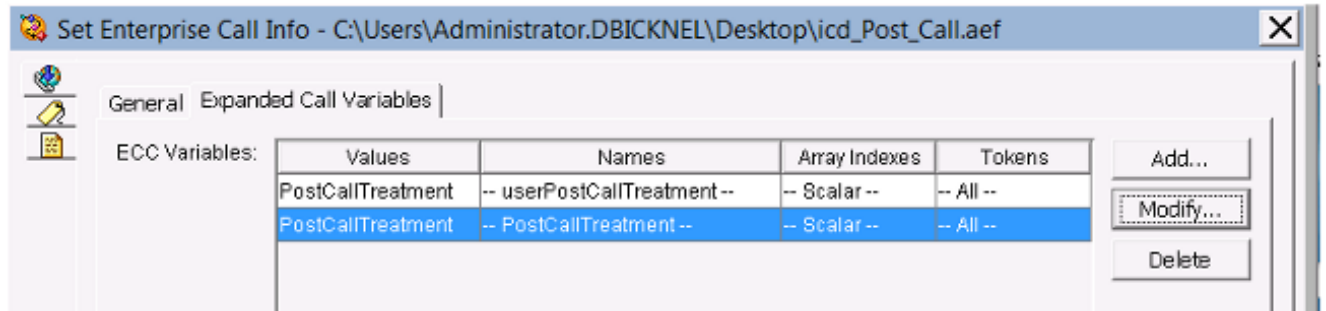 Set Enterprise Call Info - C:\Users\Administrator.DBICKNEL\Desktop\icd_Post_Call.aef
General Expanded Call Variables
ECC Variables: Values Names Array Indexes Tokens Add...
PostCallTreatment -- userPostCallTreatment -- -- Scalar -- -- All --
Modify...
PostCallTreatment -- PostCallTreatment -- -- Scalar -- -- All --
Delete